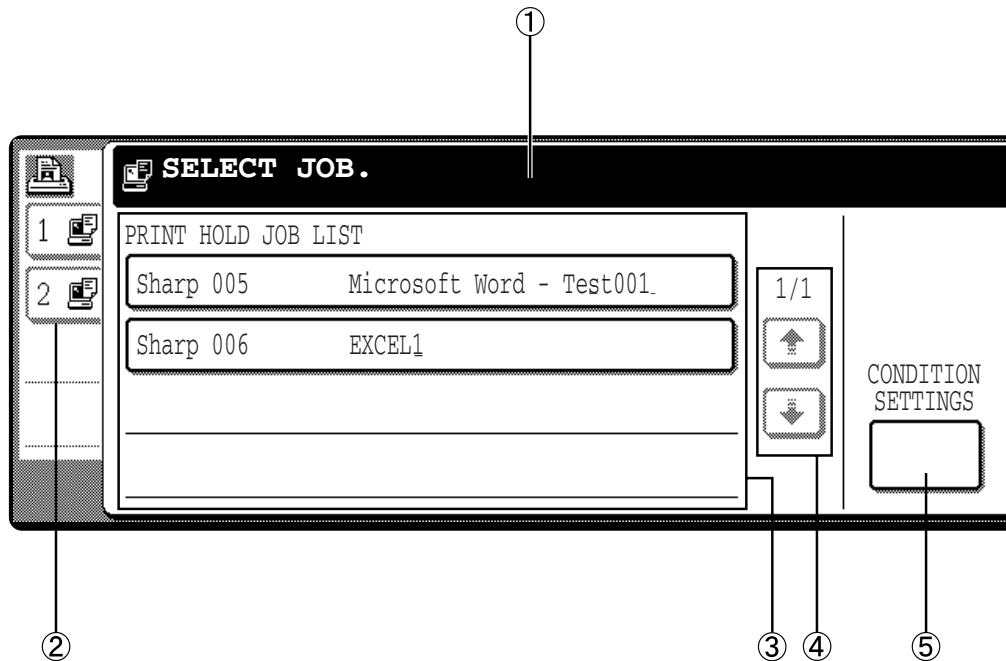 ①
SELECT JOB.
1
2
PRINT HOLD JOB LIST
Sharp 005 Microsoft Word - Test001
Sharp 006 EXCEL1
1/1
CONDITION
SETTINGS
② ③ ④ ⑤